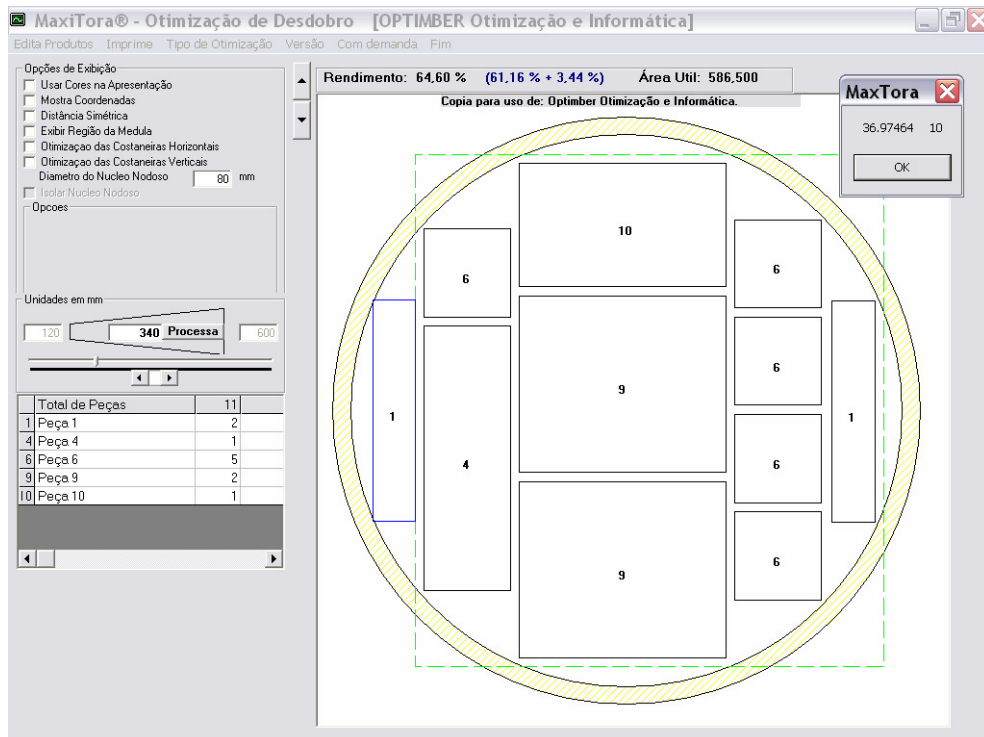 MaxiTora® - Otimização de Desdobro [OPTIMBER Otimização e Informática]
Edita Produtos Imprime Tipo de Otimização Versão Com demanda Fim
Opções de Exibição
Usar Cores na Apresentação
Mostra Coordenadas
Distância Simétrica
Exibir Região da Medula
Otimizaçao das Costaneiras Horizontais
Otimizaçao das Costaneiras Verticais
Diametro do Nucleo Nodoso 80 mm
Isolar Nucleo Nodoso
Opcoes
Unidades em mm
120 340 Processa 600
Total de Peças 11
1 Peça 1 2
4 Peça 4 1
6 Peça 6 5
9 Peça 9 2
10 Peça 10 1
Rendimento: 64,60 % (61,16 % + 3,44 %) Área Util: 586,500
Copia para uso de: Optimber Otimização e Informática.
MaxTora
36.97464 10
OK
10
6
6
6
9
1
1
4
6
9
6